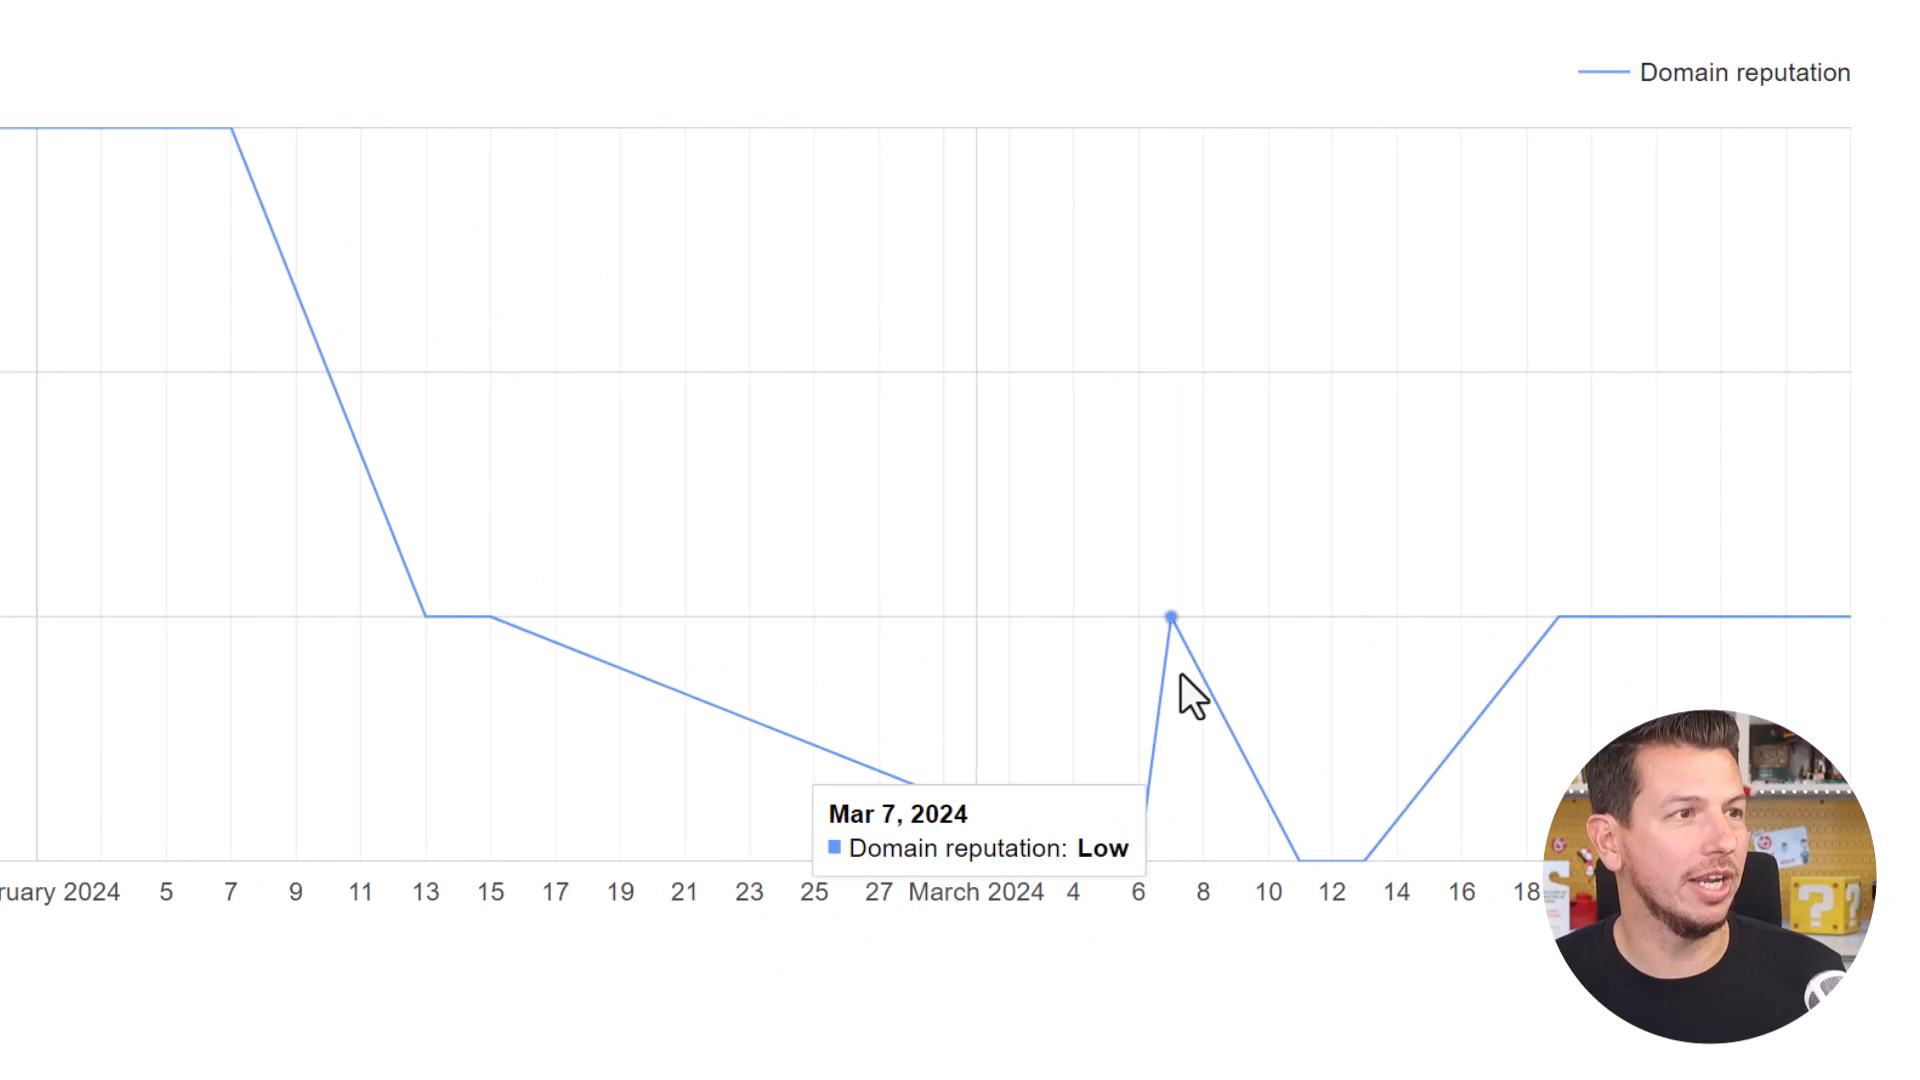 Domain reputation
Mar 7, 2024
Domain reputation: Low
ruary 2024 5 7 9 11 13 15 17 19 21 23 25 27 March 2024 4 6 8 10 12 14 16 18
? ?